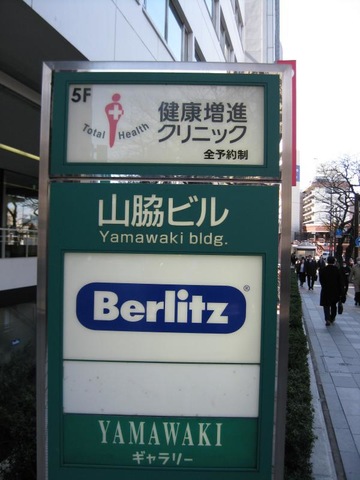 5F
Total Health
健康増進
クリニック
全予約制
山脇ビル
Yamawaki bldg.
Berlitz®
YAMAWAKI
ギャラリー